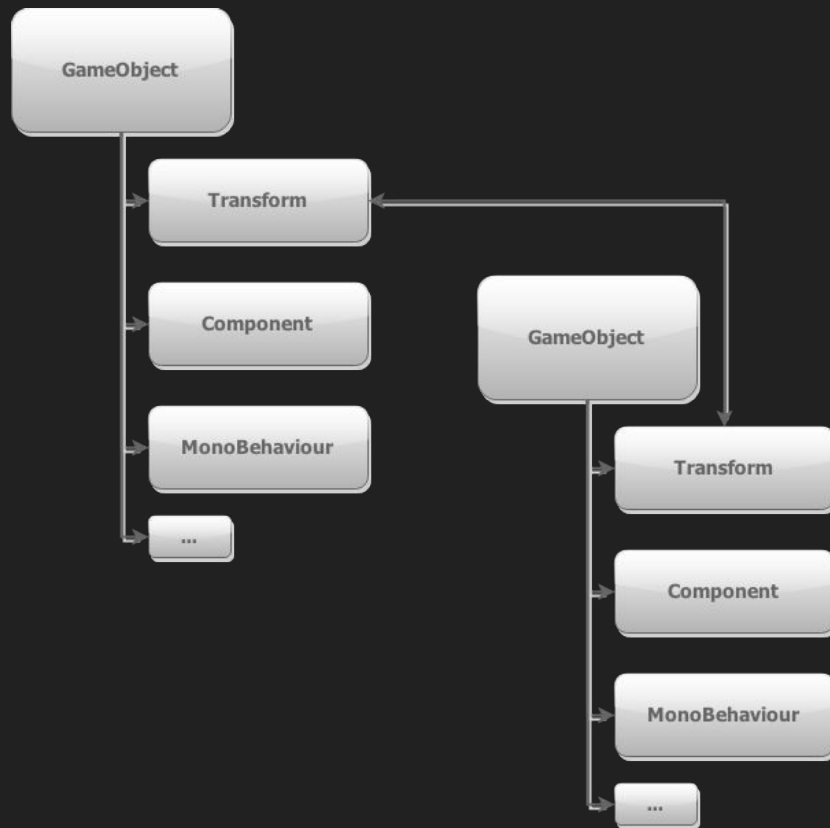 GameObject
Transform
Component
MonoBehaviour
...
GameObject
Transform
Component
MonoBehaviour
...